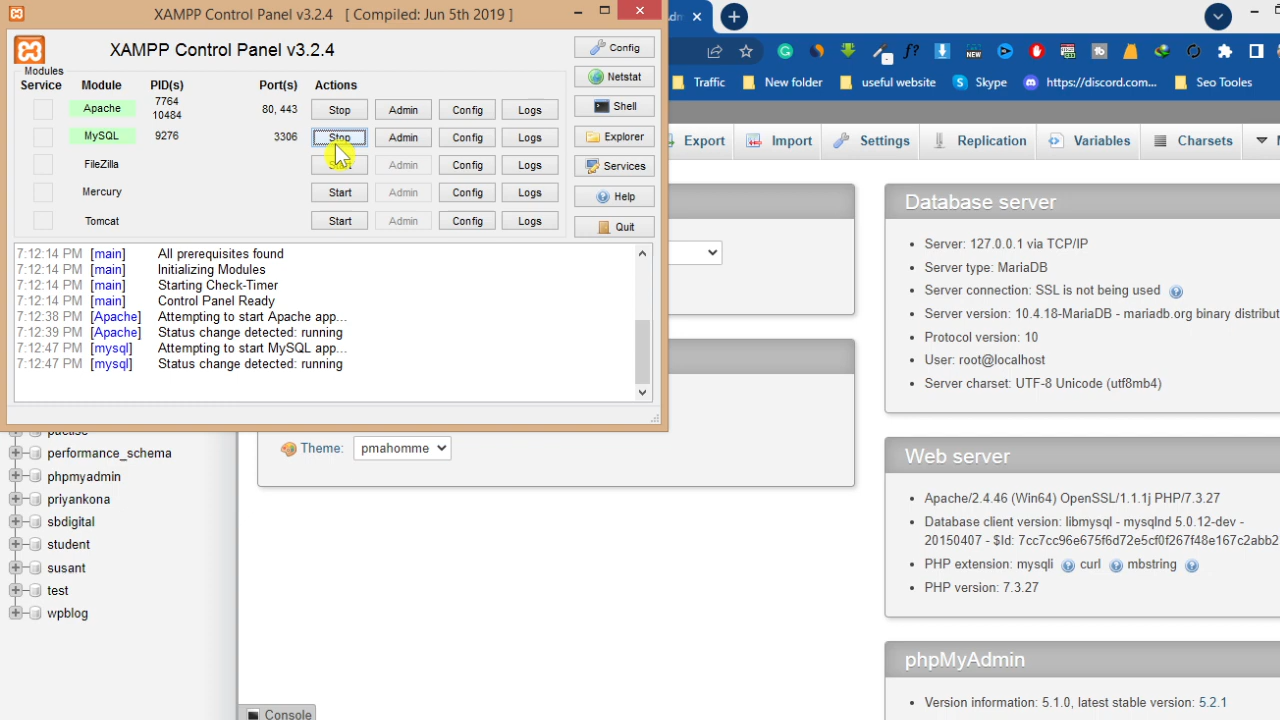 XAMPP Control Panel v3.2.4 [ Compiled: Jun 5th 2019 ]
XAMPP Control Panel v3.2.4
Config
Modules
Service Module PID(s) Port(s) Actions
Netstat
Apache 7764 10484 80, 443 Stop Admin Config Logs
Shell
MySQL 9276 3306 Stop Admin Config Logs
Explorer
FileZilla Admin Config Logs
Services
Mercury Start Admin Config Logs
Help
Tomcat Start Admin Config Logs
Quit
7:12:14 PM [main] All prerequisites found
7:12:14 PM [main] Initializing Modules
7:12:14 PM [main] Starting Check-Timer
7:12:14 PM [main] Control Panel Ready
7:12:38 PM [Apache] Attempting to start Apache app...
7:12:39 PM [Apache] Status change detected: running
7:12:47 PM [mysql] Attempting to start MySQL app...
7:12:47 PM [mysql] Status change detected: running
f?
NEW
Traffic New folder useful website Skype https://discord.com... Seo Tooles
Export Import Settings Replication Variables Charsets
performance_schema
phpmyadmin
priyankona
sbdigital
student
susant
test
wpblog
Theme: pmahomme
Console
Database server
Server: 127.0.0.1 via TCP/IP
Server type: MariaDB
Server connection: SSL is not being used
Server version: 10.4.18-MariaDB - mariadb.org binary distribut
Protocol version: 10
User: root@localhost
Server charset: UTF-8 Unicode (utf8mb4)
Web server
Apache/2.4.46 (Win64) OpenSSL/1.1.1j PHP/7.3.27
Database client version: libmysql - mysqlnd 5.0.12-dev -
20150407 - $Id: 7cc7cc96e675f6d72e5cf0f267f48e167c2abb2
PHP extension: mysqli curl mbstring
PHP version: 7.3.27
phpMyAdmin
Version information: 5.1.0, latest stable version: 5.2.1